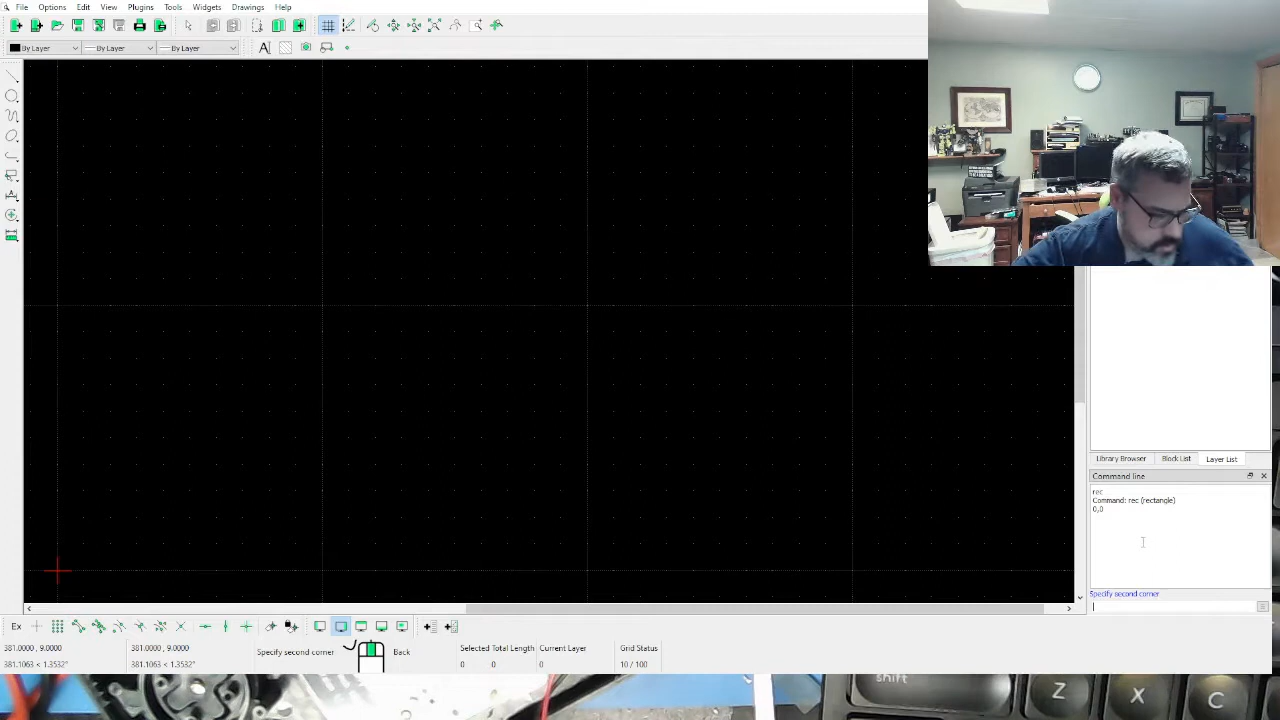 File Options Edit View Plugins Tools Widgets Drawings Help
By Layer By Layer By Layer
Library Browser Block List Layer List
Command line
rec
Command: rec (rectangle)
0,0
Specify second corner
Ex
381.0000 , 9.0000 381.0000 , 9.0000 Specify second corner Back Selected Total Length Current Layer Grid Status
381.1063 < 1.3532° 381.1063 < 1.3532° 0 0 0 10 / 100
shift Z X C